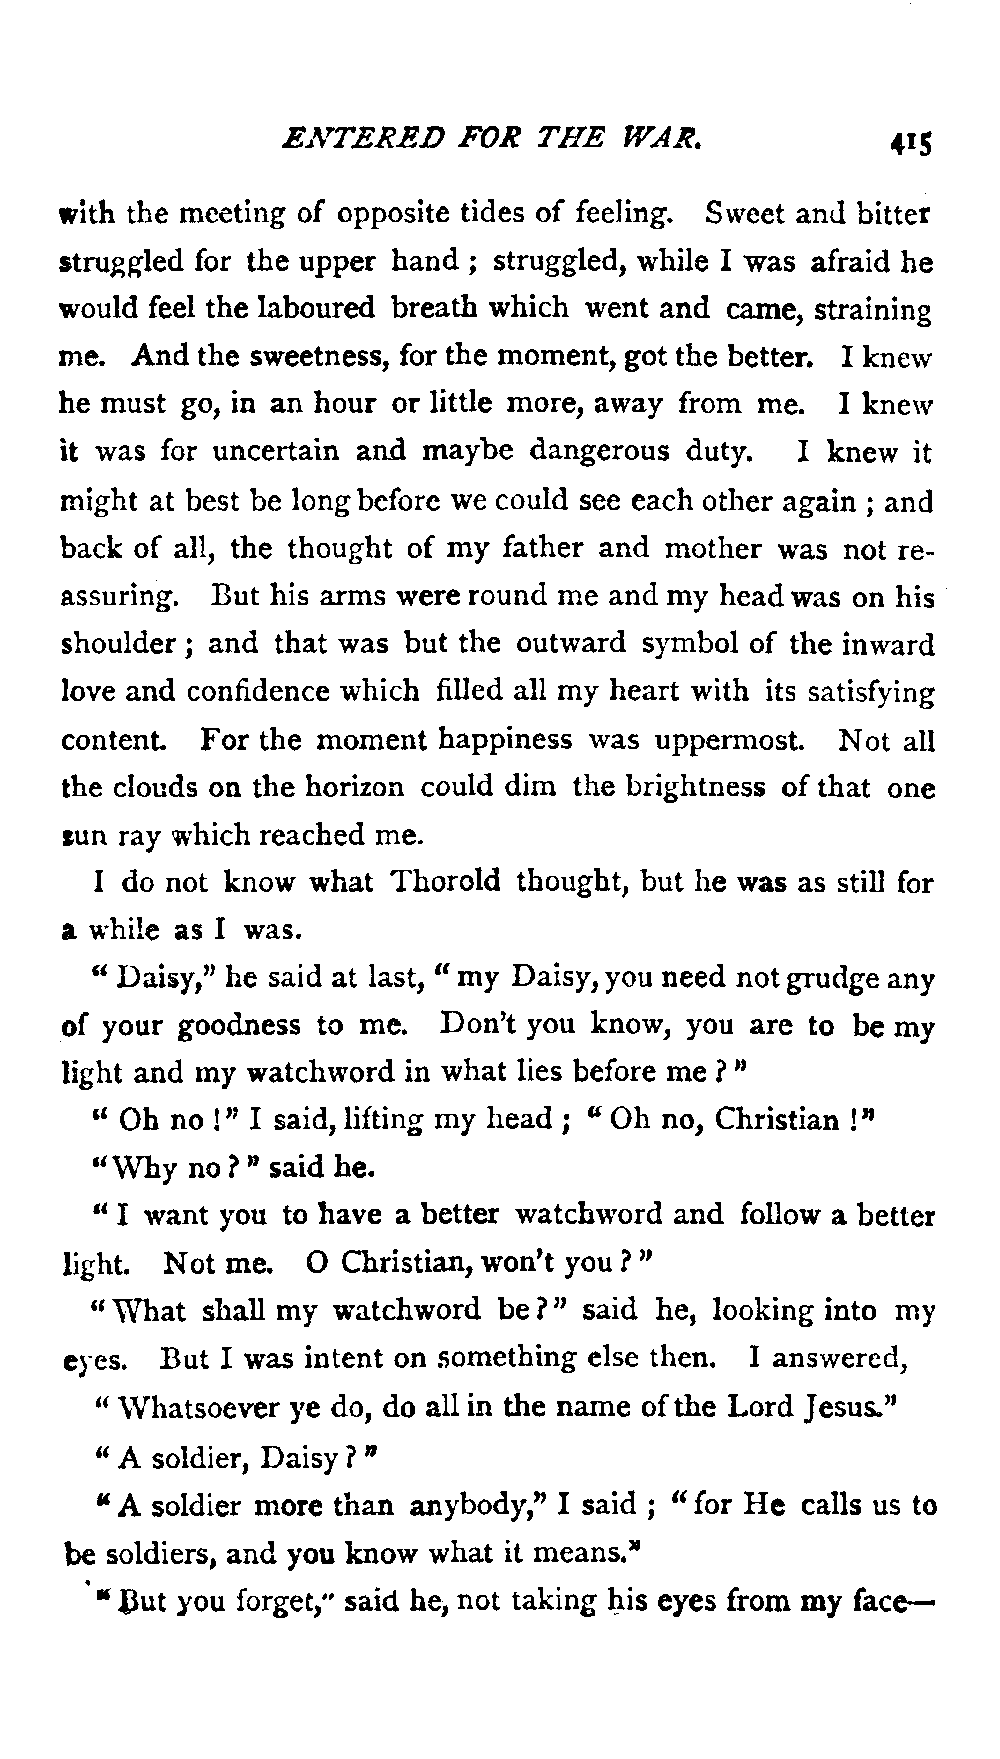 ENTERED FOR THE WAR. 415
with the meeting of opposite tides of feeling. Sweet and bitter
struggled for the upper hand ; struggled, while I was afraid he
would feel the laboured breath which went and came, straining
me. And the sweetness, for the moment, got the better. I knew
he must go, in an hour or little more, away from me. I knew
it was for uncertain and maybe dangerous duty. I knew it
might at best be long before we could see each other again ; and
back of all, the thought of my father and mother was not re-
assuring. But his arms were round me and my head was on his
shoulder ; and that was but the outward symbol of the inward
love and confidence which filled all my heart with its satisfying
content. For the moment happiness was uppermost. Not all
the clouds on the horizon could dim the brightness of that one
sun ray which reached me.
I do not know what Thorold thought, but he was as still for
a while as I was.
“ Daisy,” he said at last, “ my Daisy, you need not grudge any
of your goodness to me. Don’t you know, you are to be my
light and my watchword in what lies before me ? ”
“ Oh no !” I said, lifting my head ; “ Oh no, Christian !”
“Why no ? ” said he.
“ I want you to have a better watchword and follow a better
light. Not me. O Christian, won’t you ? ”
“ What shall my watchword be ? ” said he, looking into my
eyes. But I was intent on something else then. I answered,
“ Whatsoever ye do, do all in the name of the Lord Jesus.”
“ A soldier, Daisy ? ”
“ A soldier more than anybody,” I said ; “ for He calls us to
be soldiers, and you know what it means.”
“ But you forget,” said he, not taking his eyes from my face—